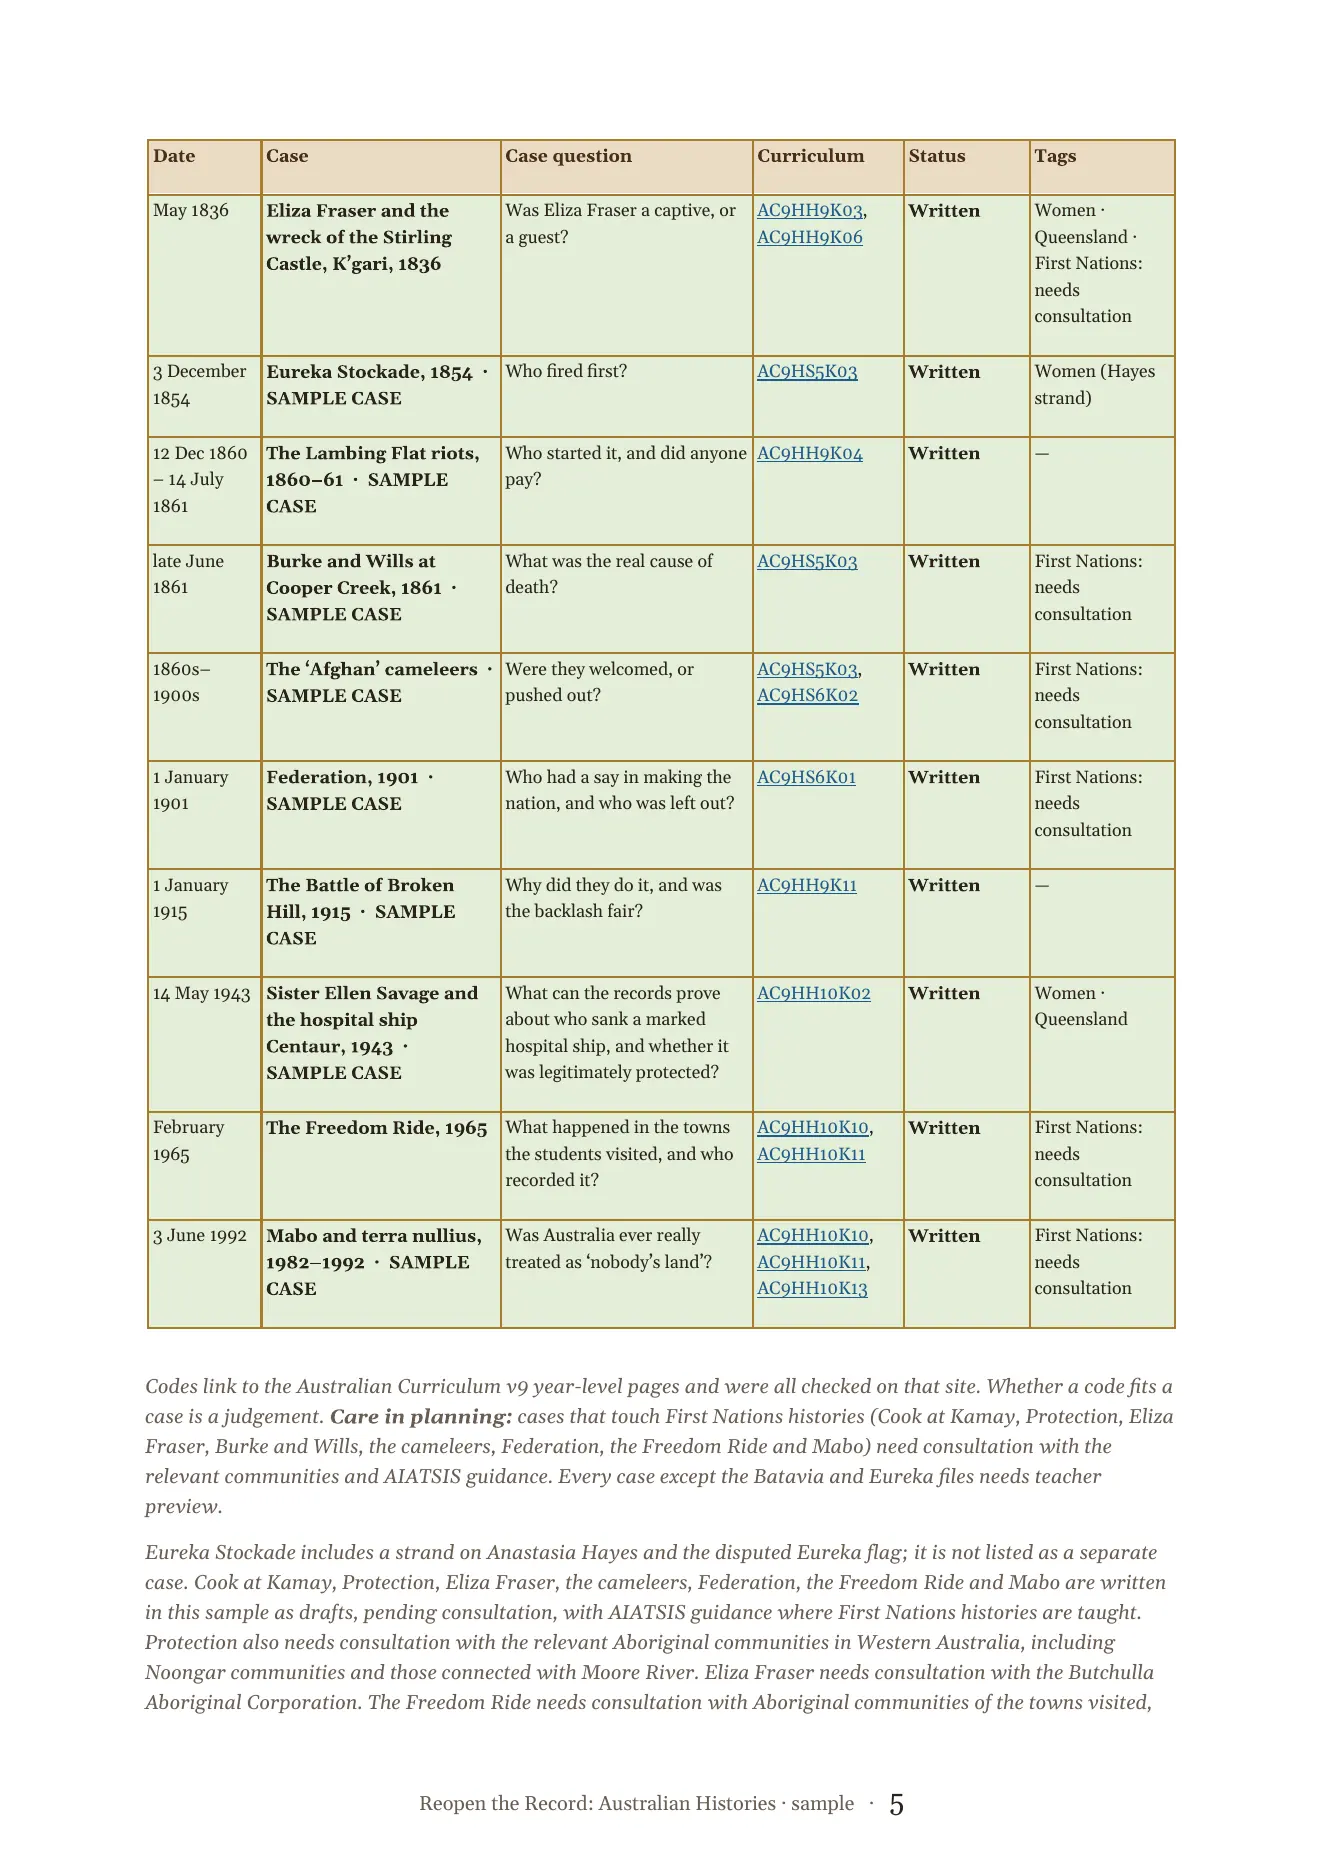 Date Case Case question Curriculum Status Tags
May 1836 Eliza Fraser and the Was Eliza Fraser a captive, or AC9HH9K03, Written Women ·
wreck of the Stirling a guest? AC9HH9K06 Queensland ·
Castle, K’gari, 1836 First Nations:
needs
consultation
3 December Eureka Stockade, 1854 · Who fired first? AC9HS5K03 Written Women (Hayes
1854 SAMPLE CASE strand)
12 Dec 1860 The Lambing Flat riots, Who started it, and did anyone AC9HH9K04 Written —
– 14 July 1860–61 · SAMPLE pay?
1861 CASE
late June Burke and Wills at What was the real cause of AC9HS5K03 Written First Nations:
1861 Cooper Creek, 1861 · death? needs
SAMPLE CASE consultation
1860s– The ‘Afghan’ cameleers · Were they welcomed, or AC9HS5K03, Written First Nations:
1900s SAMPLE CASE pushed out? AC9HS6K02 needs
consultation
1 January Federation, 1901 · Who had a say in making the AC9HS6K01 Written First Nations:
1901 SAMPLE CASE nation, and who was left out? needs
consultation
1 January The Battle of Broken Why did they do it, and was AC9HH9K11 Written —
1915 Hill, 1915 · SAMPLE the backlash fair?
CASE
14 May 1943 Sister Ellen Savage and What can the records prove AC9HH10K02 Written Women ·
the hospital ship about who sank a marked Queensland
Centaur, 1943 · hospital ship, and whether it
SAMPLE CASE was legitimately protected?
February The Freedom Ride, 1965 What happened in the towns AC9HH10K10, Written First Nations:
1965 the students visited, and who AC9HH10K11 needs
recorded it? consultation
3 June 1992 Mabo and terra nullius, Was Australia ever really AC9HH10K10, Written First Nations:
1982–1992 · SAMPLE treated as ‘nobody’s land’? AC9HH10K11, needs
CASE AC9HH10K13 consultation
Codes link to the Australian Curriculum v9 year-level pages and were all checked on that site. Whether a code fits a
case is a judgement. Care in planning: cases that touch First Nations histories (Cook at Kamay, Protection, Eliza
Fraser, Burke and Wills, the cameleers, Federation, the Freedom Ride and Mabo) need consultation with the
relevant communities and AIATSIS guidance. Every case except the Batavia and Eureka files needs teacher
preview.
Eureka Stockade includes a strand on Anastasia Hayes and the disputed Eureka flag; it is not listed as a separate
case. Cook at Kamay, Protection, Eliza Fraser, the cameleers, Federation, the Freedom Ride and Mabo are written
in this sample as drafts, pending consultation, with AIATSIS guidance where First Nations histories are taught.
Protection also needs consultation with the relevant Aboriginal communities in Western Australia, including
Noongar communities and those connected with Moore River. Eliza Fraser needs consultation with the Butchulla
Aboriginal Corporation. The Freedom Ride needs consultation with Aboriginal communities of the towns visited,
Reopen the Record: Australian Histories · sample · 5